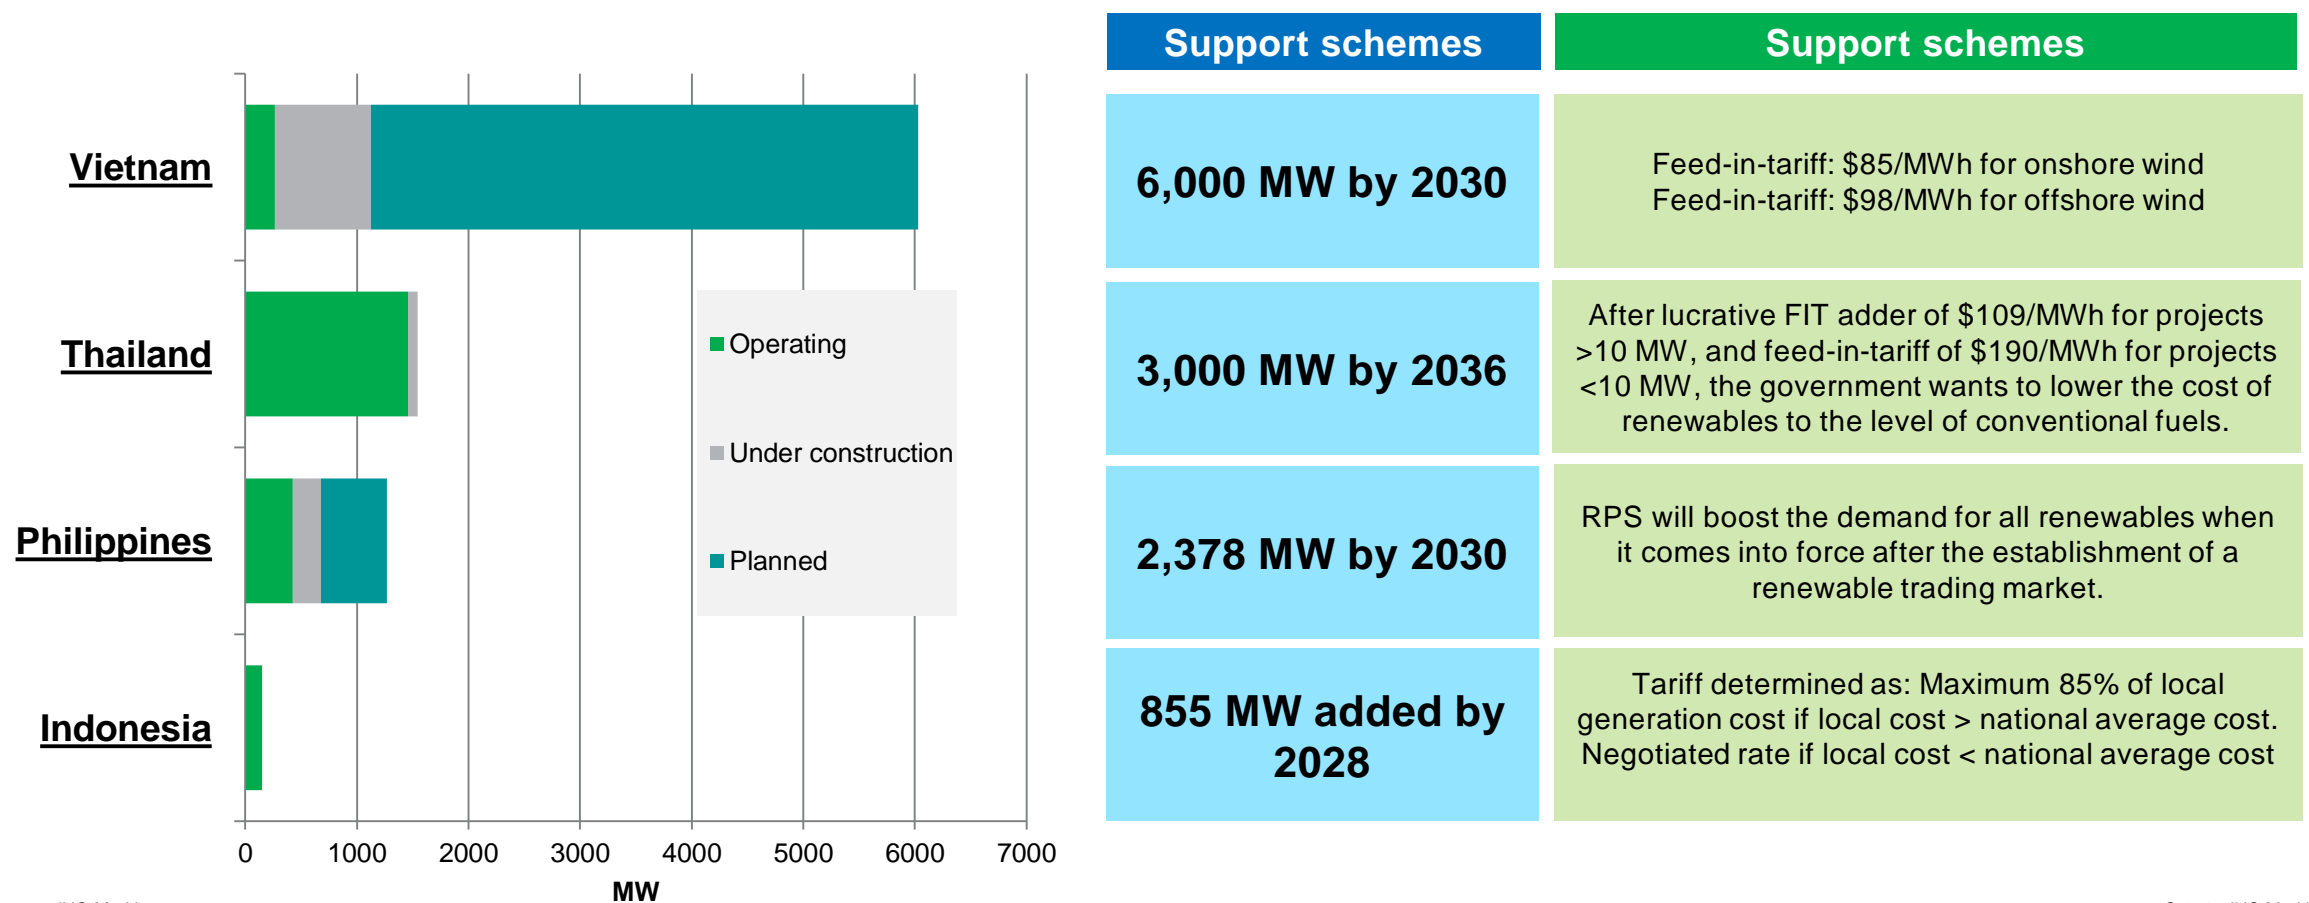 Support schemes
Support schemes
Vietnam
6,000 MW by 2030
Feed-in-tariff: $85/MWh for onshore wind
Feed-in-tariff: $98/MWh for offshore wind
Thailand
3,000 MW by 2036
After lucrative FIT adder of $109/MWh for projects
>10 MW, and feed-in-tariff of $190/MWh for projects
<10 MW, the government wants to lower the cost of
renewables to the level of conventional fuels.
Operating
Under construction
Planned
Philippines
2,378 MW by 2030
RPS will boost the demand for all renewables when
it comes into force after the establishment of a
renewable trading market.
Indonesia
855 MW added by
2028
Tariff determined as: Maximum 85% of local
generation cost if local cost > national average cost.
Negotiated rate if local cost < national average cost
0 1000 2000 3000 4000 5000 6000 7000
MW